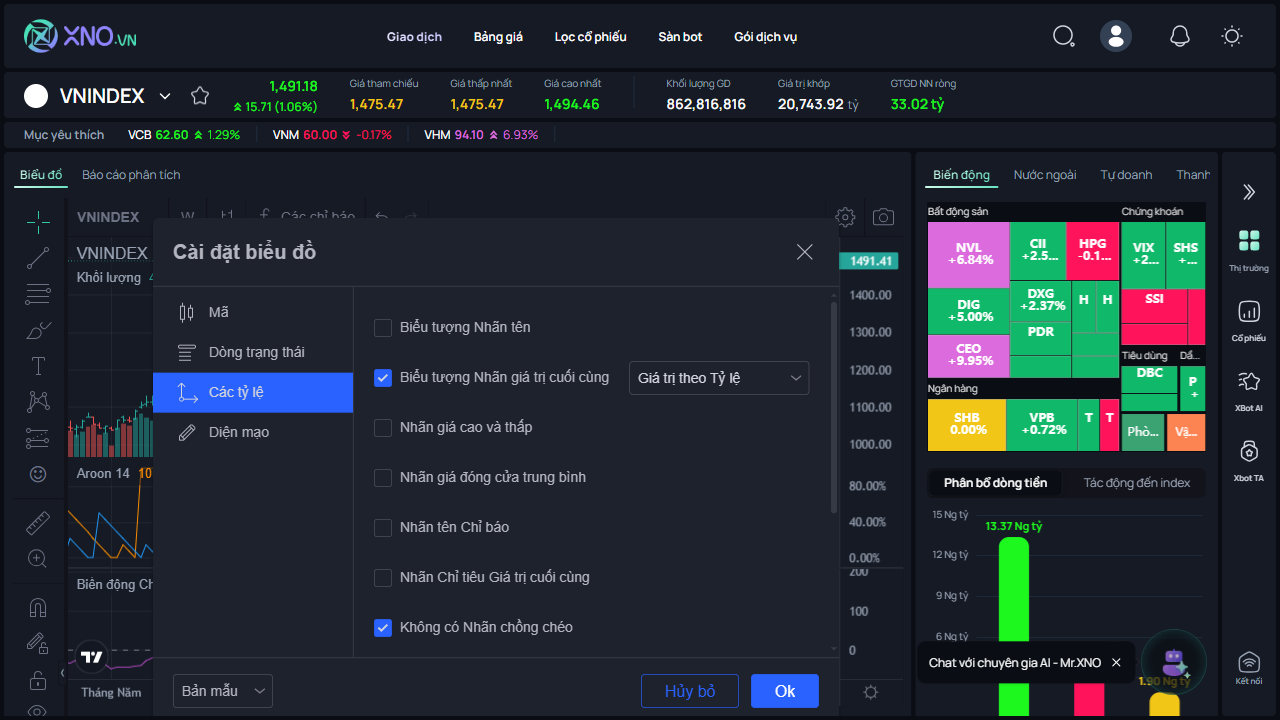 XNO.VN
Giao dịch
Bảng giá
Lọc cổ phiếu
Sàn bot
Gói dịch vụ
VNINDEX
1,491.18
15.71 (1.06%)
Giá tham chiếu
1,475.47
Giá thấp nhất
1,475.47
Giá cao nhất
1,494.46
Khối lượng GD
862,816,816
Giá trị khớp
20,743.92 tỷ
GTGD NN ròng
33.02 tỷ
Mục yêu thích
VCB 62.60 1.29%
VNM 60.00 -0.17%
VHM 94.10 6.93%
Biểu đồ
Báo cáo phân tích
VNINDEX
W
Các chỉ báo
VNINDEX
Khối lượng
Aroon 14 10
Biên động Ch
Tháng Năm
Cài đặt biểu đồ
Mã
Dòng trạng thái
Các tỷ lệ
Diện mạo
Biểu tượng Nhãn tên
Biểu tượng Nhãn giá trị cuối cùng
Giá trị theo Tỷ lệ
Nhãn giá cao và thấp
Nhãn giá đóng cửa trung bình
Nhãn tên Chỉ báo
Nhãn Chỉ tiêu Giá trị cuối cùng
Không có Nhãn chồng chéo
Bản mẫu
Hủy bỏ
Ok
1491.41
1400.00
1300.00
1200.00
1100.00
1000.00
80.00%
40.00%
0.00%
200
100
0
Biến động
Nước ngoài
Tự doanh
Thanh
Bất động sản
Chứng khoán
NVL
+6.84%
CII
+2.5...
HPG
-0.1...
VIX
+2...
SHS
+...
DIG
+5.00%
DXG
+2.37%
H
H
SSI
PDR
CEO
+9.95%
Tiêu dùng
Dầ...
DBC
P
+
Ngân hàng
SHB
0.00%
VPB
+0.72%
T
T
Phò...
Vậ...
Phân bổ dòng tiền
Tác động đến index
15 Ng tỷ
13.37 Ng tỷ
12 Ng tỷ
9 Ng tỷ
6 Ng tỷ
1.90 Ng tỷ
Chat với chuyên gia AI - Mr.XNO
Thị trường
Cổ phiếu
XBot AI
Xbot TA
Kết nối